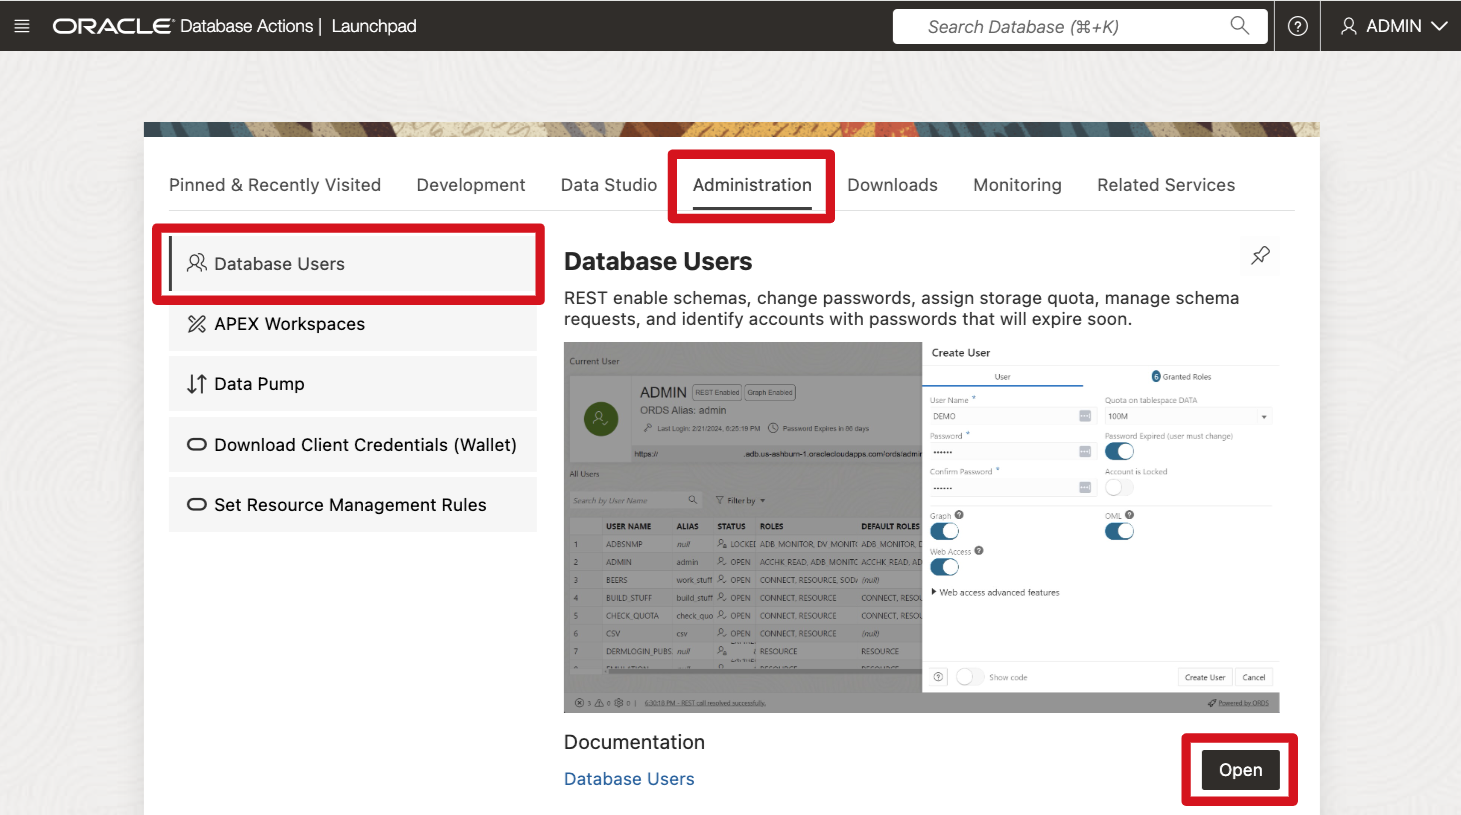 ORACLE Database Actions | Launchpad
Search Database (⌘+K)
ADMIN
Pinned & Recently Visited
Development
Data Studio
Administration
Downloads
Monitoring
Related Services
Database Users
APEX Workspaces
Data Pump
Download Client Credentials (Wallet)
Set Resource Management Rules
Database Users
REST enable schemas, change passwords, assign storage quota, manage schema
requests, and identify accounts with passwords that will expire soon.
Current User
ADMIN REST Enabled Graph Enabled
ORDS Alias: admin
Last Login: 2/21/2024, 6:25:19 PM Password Expires in 86 days
https:// .adb.us-ashburn-1.oraclecloudapps.com/ords/admin
All Users
Search by User Name
Filter by
USER NAME ALIAS STATUS ROLES DEFAULT ROLES
1 ADBSNMP null LOCKED ADB_MONITOR, DV_MONIT ADB_MONITOR, D
2 ADMIN admin OPEN ACCHK_READ, ADB_MONITC ACCHK_READ, AD
3 BEERS work_stuff OPEN CONNECT, RESOURCE, SOD (null)
4 BUILD_STUFF build_stuff OPEN CONNECT, RESOURCE CONNECT, RESOU
5 CHECK_QUOTA check_quo OPEN CONNECT, RESOURCE CONNECT, RESOU
6 CSV csv OPEN CONNECT, RESOURCE (null)
7 DERMLOGIN_PUBS null RESOURCE RESOURCE
6:30:18 PM - REST call resolved successfully.
Powered by ORDS
Create User
User
6 Granted Roles
User Name *
DEMO
Quota on tablespace DATA
100M
Password *
Password Expired (user must change)
Confirm Password *
Account is Locked
Graph
OML
Web Access
Web access advanced features
Show code
Create User
Cancel
Documentation
Database Users
Open